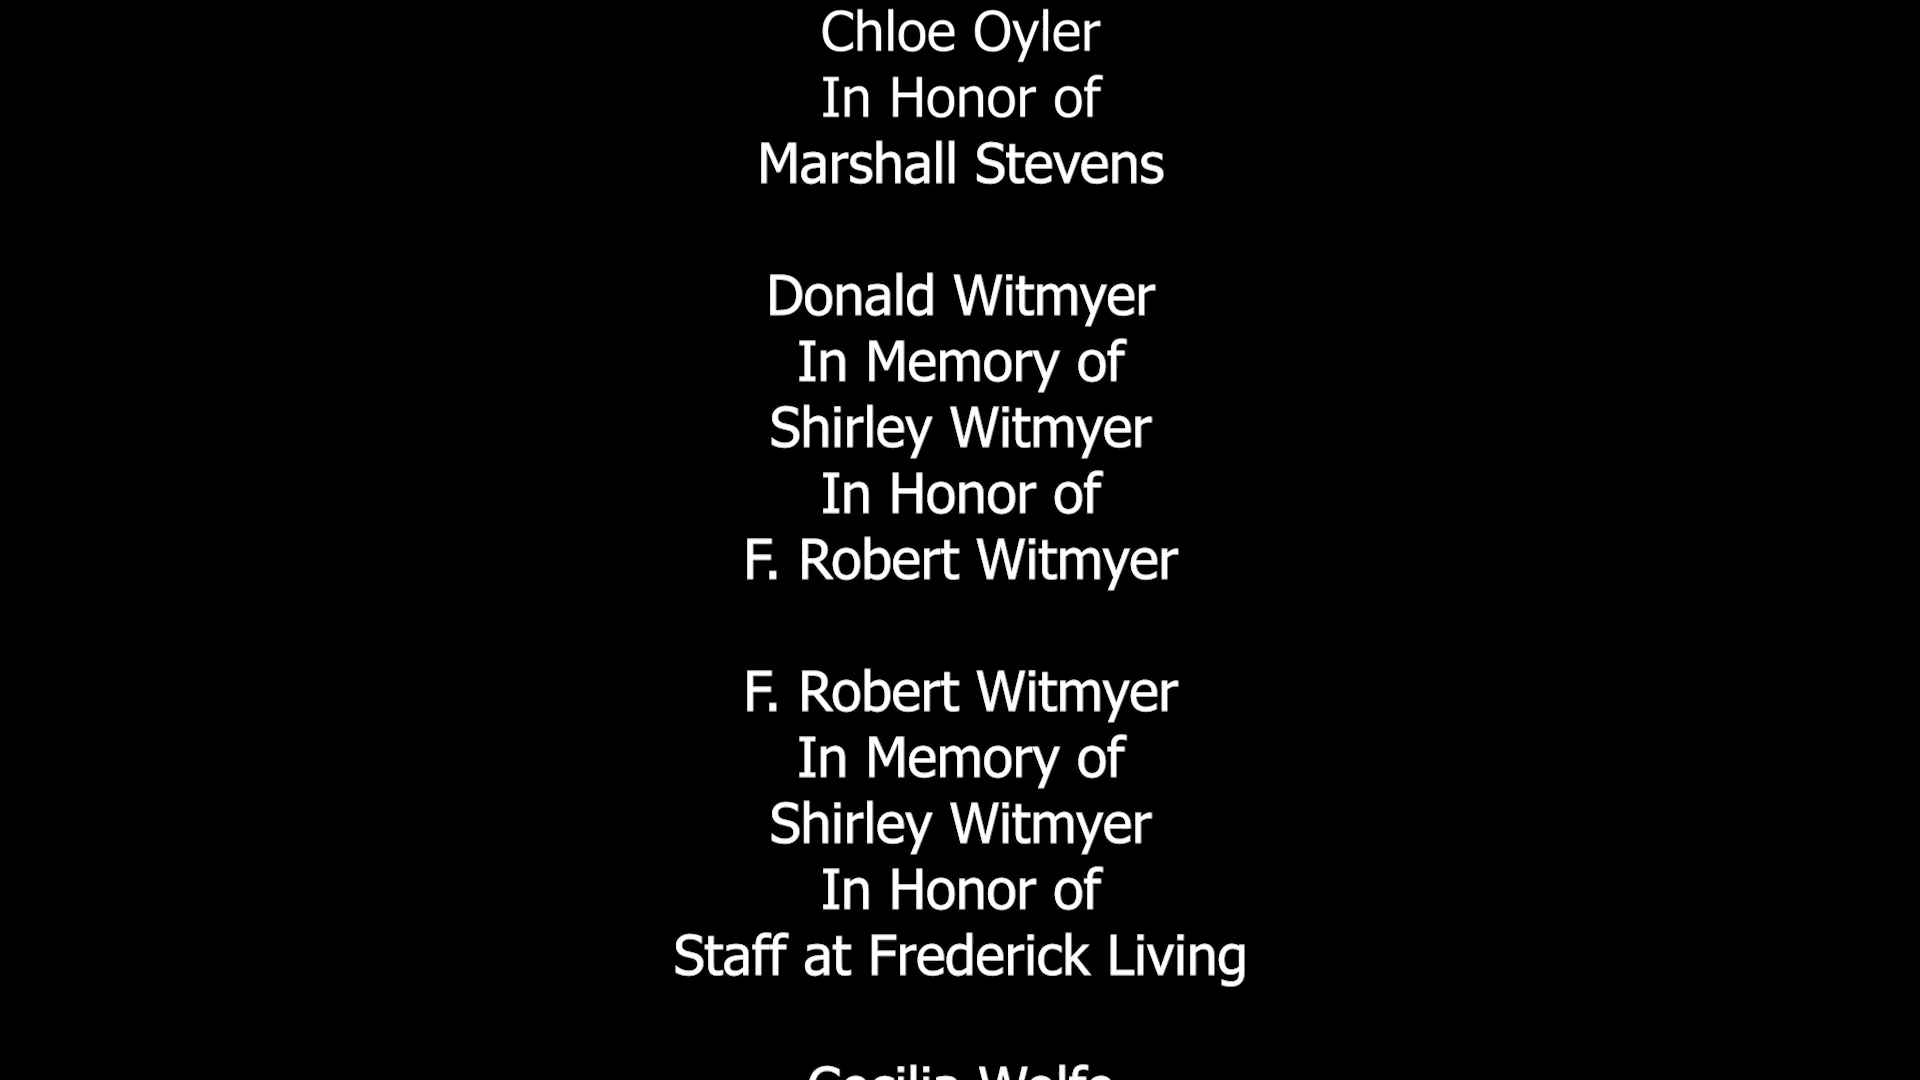 Chloe Oyler
In Honor of
Marshall Stevens
Donald Witmyer
In Memory of
Shirley Witmyer
In Honor of
F. Robert Witmyer
F. Robert Witmyer
In Memory of
Shirley Witmyer
In Honor of
Staff at Frederick Living
Cecilia Wolfe